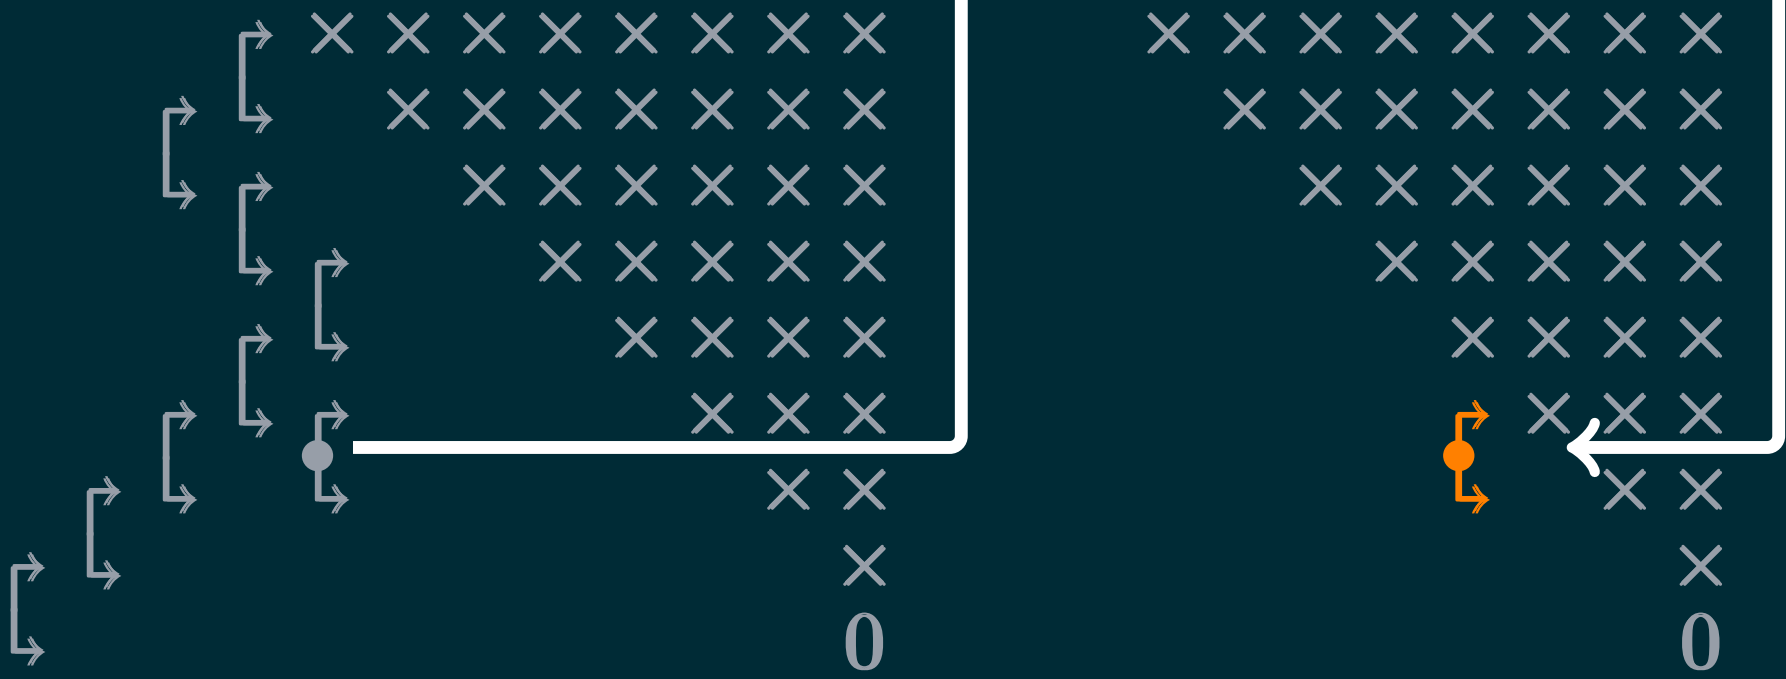 × × × × × × × × × × × × × × × ×
× × × × × × × × × × × × × ×
× × × × × × × × × × × ×
× × × × × × × × × ×
× × × × × × × ×
× × × × × ×
× × × ×
× ×
0 0